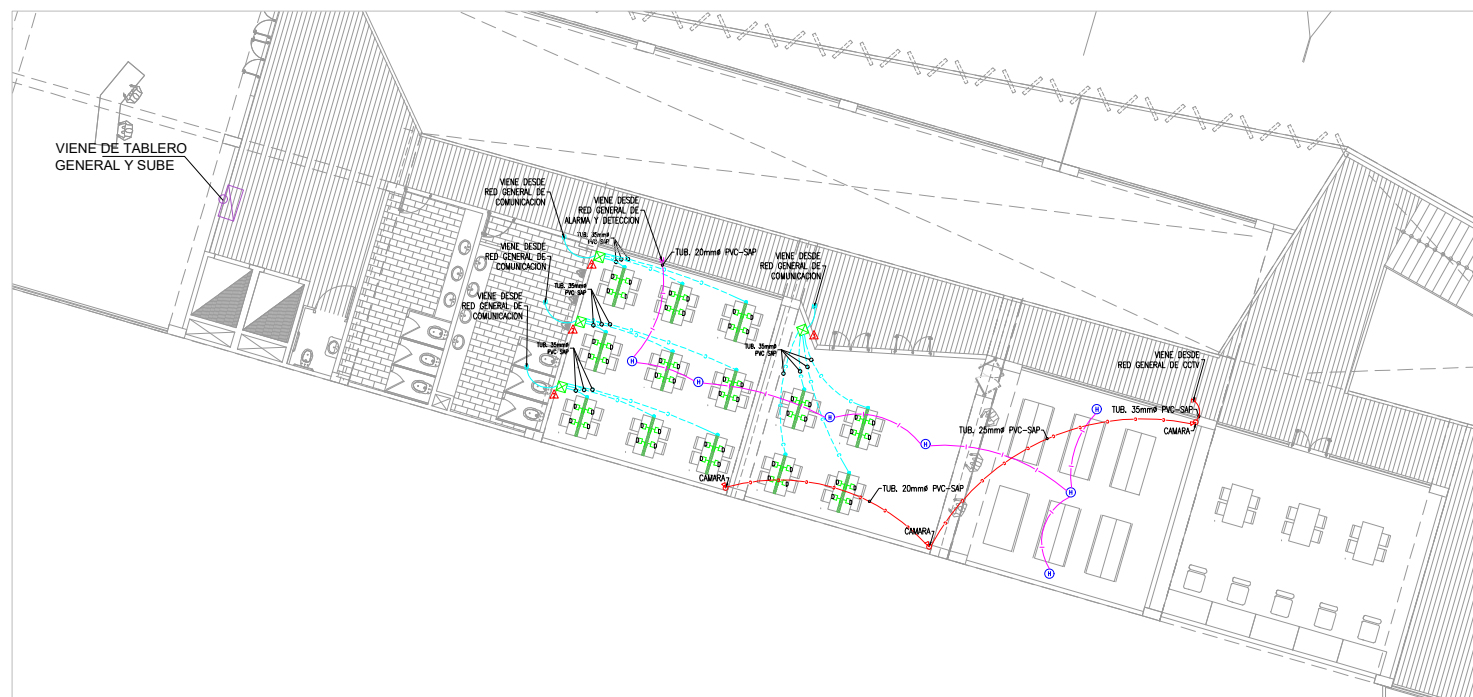 VIENE DE TABLERO
GENERAL Y SUBE
VIENE DESDE
RED GENERAL DE
COMUNICACION
VIENE DESDE
RED GENERAL DE
ALARMA Y DETECCION
TUB. 35mmø
PVC SAP
TUB. 20mmø PVC-SAP
VIENE DESDE
RED GENERAL DE
COMUNICACION
VIENE DESDE
RED GENERAL DE
COMUNICACION
TUB. 35mmø
PVC SAP
VIENE DESDE
RED GENERAL DE
COMUNICACION
TUB. 35mmø
PVC SAP
TUB. 35mmø
PVC SAP
VIENE DESDE
RED GENERAL DE CCTV
TUB. 35mmø PVC-SAP
CAMARA
TUB. 25mmø PVC-SAP
CAMARA
TUB. 20mmø PVC-SAP
CAMARA
H
H
H
H
H
H
H